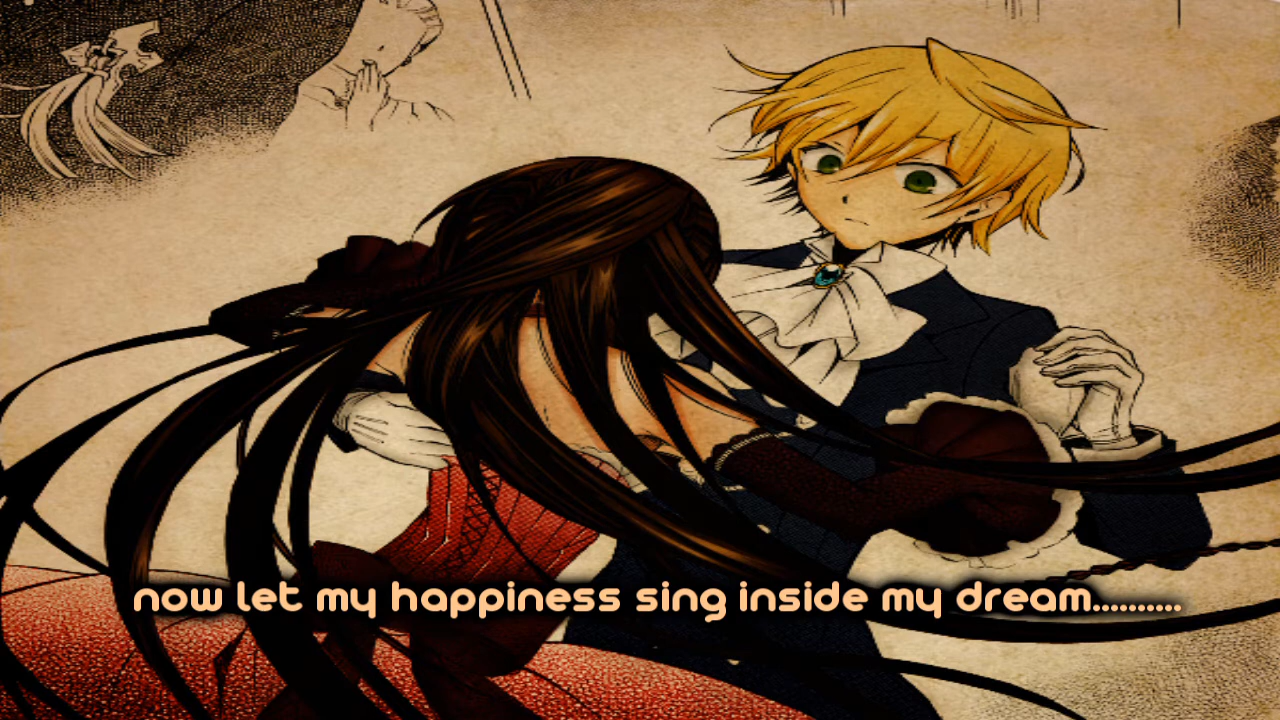 now let my happiness sing inside my dream..........